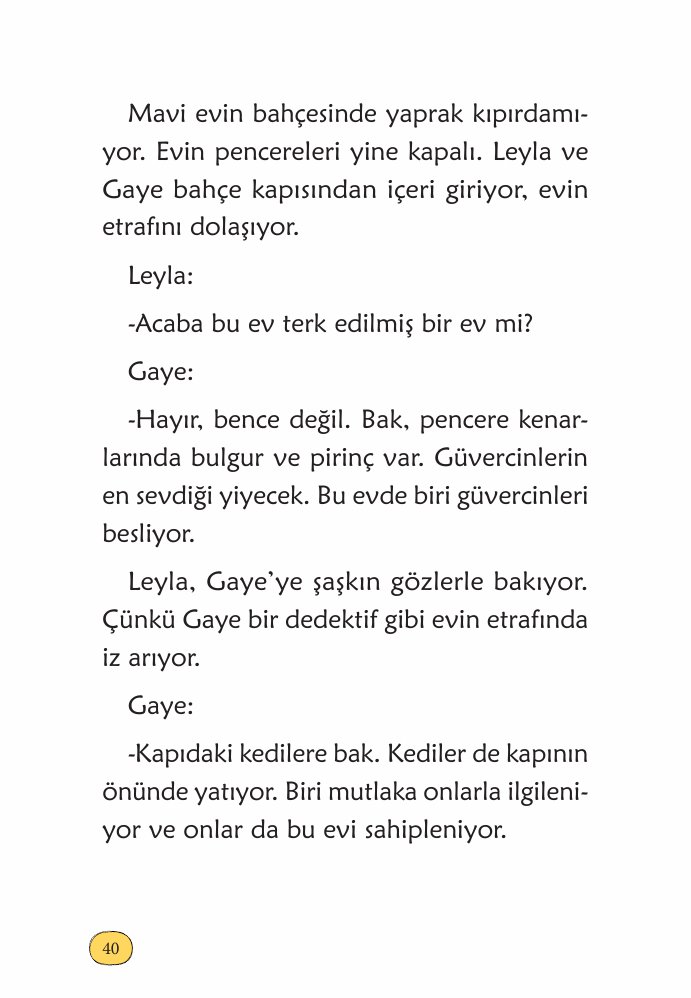 Mavi evin bahçesinde yaprak kıpırdamı-
yor. Evin pencereleri yine kapalı. Leyla ve
Gaye bahçe kapısından içeri giriyor, evin
etrafını dolaşıyor.
Leyla:
-Acaba bu ev terk edilmiş bir ev mi?
Gaye:
-Hayır, bence değil. Bak, pencere kenar-
larında bulgur ve pirinç var. Güvercinlerin
en sevdiği yiyecek. Bu evde biri güvercinleri
besliyor.
Leyla, Gaye’ye şaşkın gözlerle bakıyor.
Çünkü Gaye bir dedektif gibi evin etrafında
iz arıyor.
Gaye:
-Kapıdaki kedilere bak. Kediler de kapının
önünde yatıyor. Biri mutlaka onlarla ilgileni-
yor ve onlar da bu evi sahipleniyor.
40